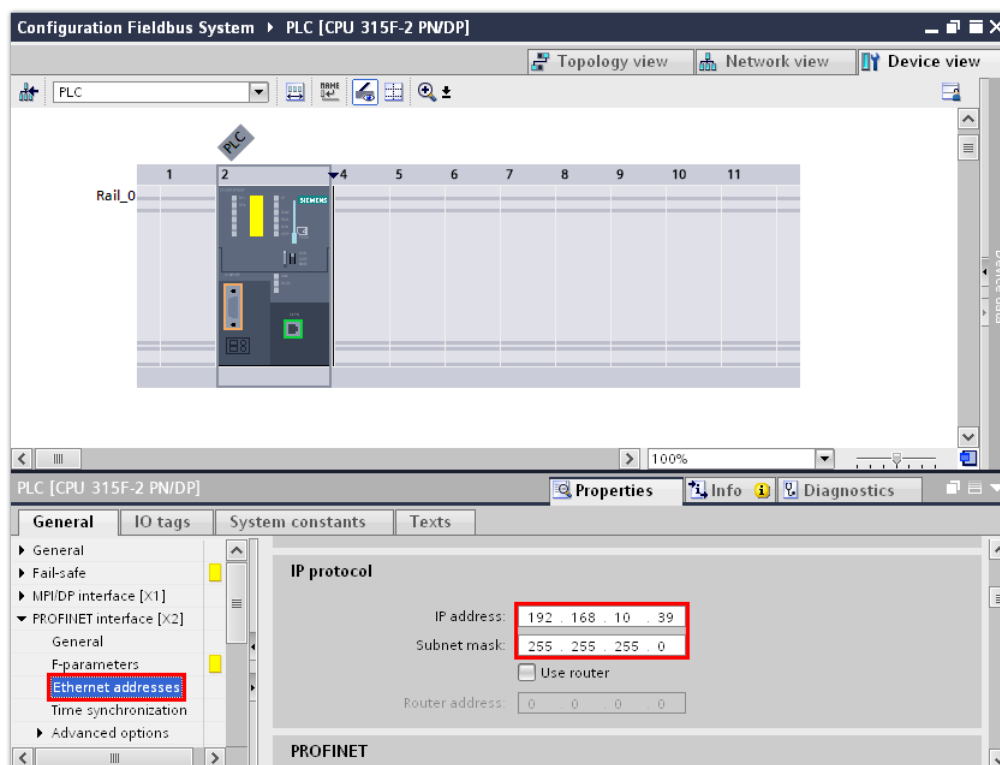 Configuration Fieldbus System ▸ PLC [CPU 315F-2 PN/DP]
Topology view Network view Device view
PLC NAME
PLC
1 2 4 5 6 7 8 9 10 11
Rail_0
SIEMENS
100%
PLC [CPU 315F-2 PN/DP] Properties Info Diagnostics
General IO tags System constants Texts
General
Fail-safe
MPI/DP interface [X1]
PROFINET interface [X2]
General
F-parameters
Ethernet addresses
Time synchronization
Advanced options
IP protocol
IP address: 192 . 168 . 10 . 39
Subnet mask: 255 . 255 . 255 . 0
Use router
Router address: 0 . 0 . 0 . 0
PROFINET